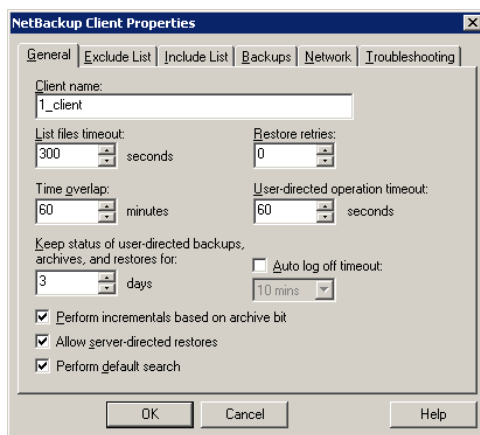 NetBackup Client Properties
General Exclude List Include List Backups Network Troubleshooting
Client name:
1_client
List files timeout: Restore retries:
300 seconds 0
Time overlap: User-directed operation timeout:
60 minutes 60 seconds
Keep status of user-directed backups,
archives, and restores for: Auto log off timeout:
3 days 10 mins
Perform incrementals based on archive bit
Allow server-directed restores
Perform default search
OK Cancel Help